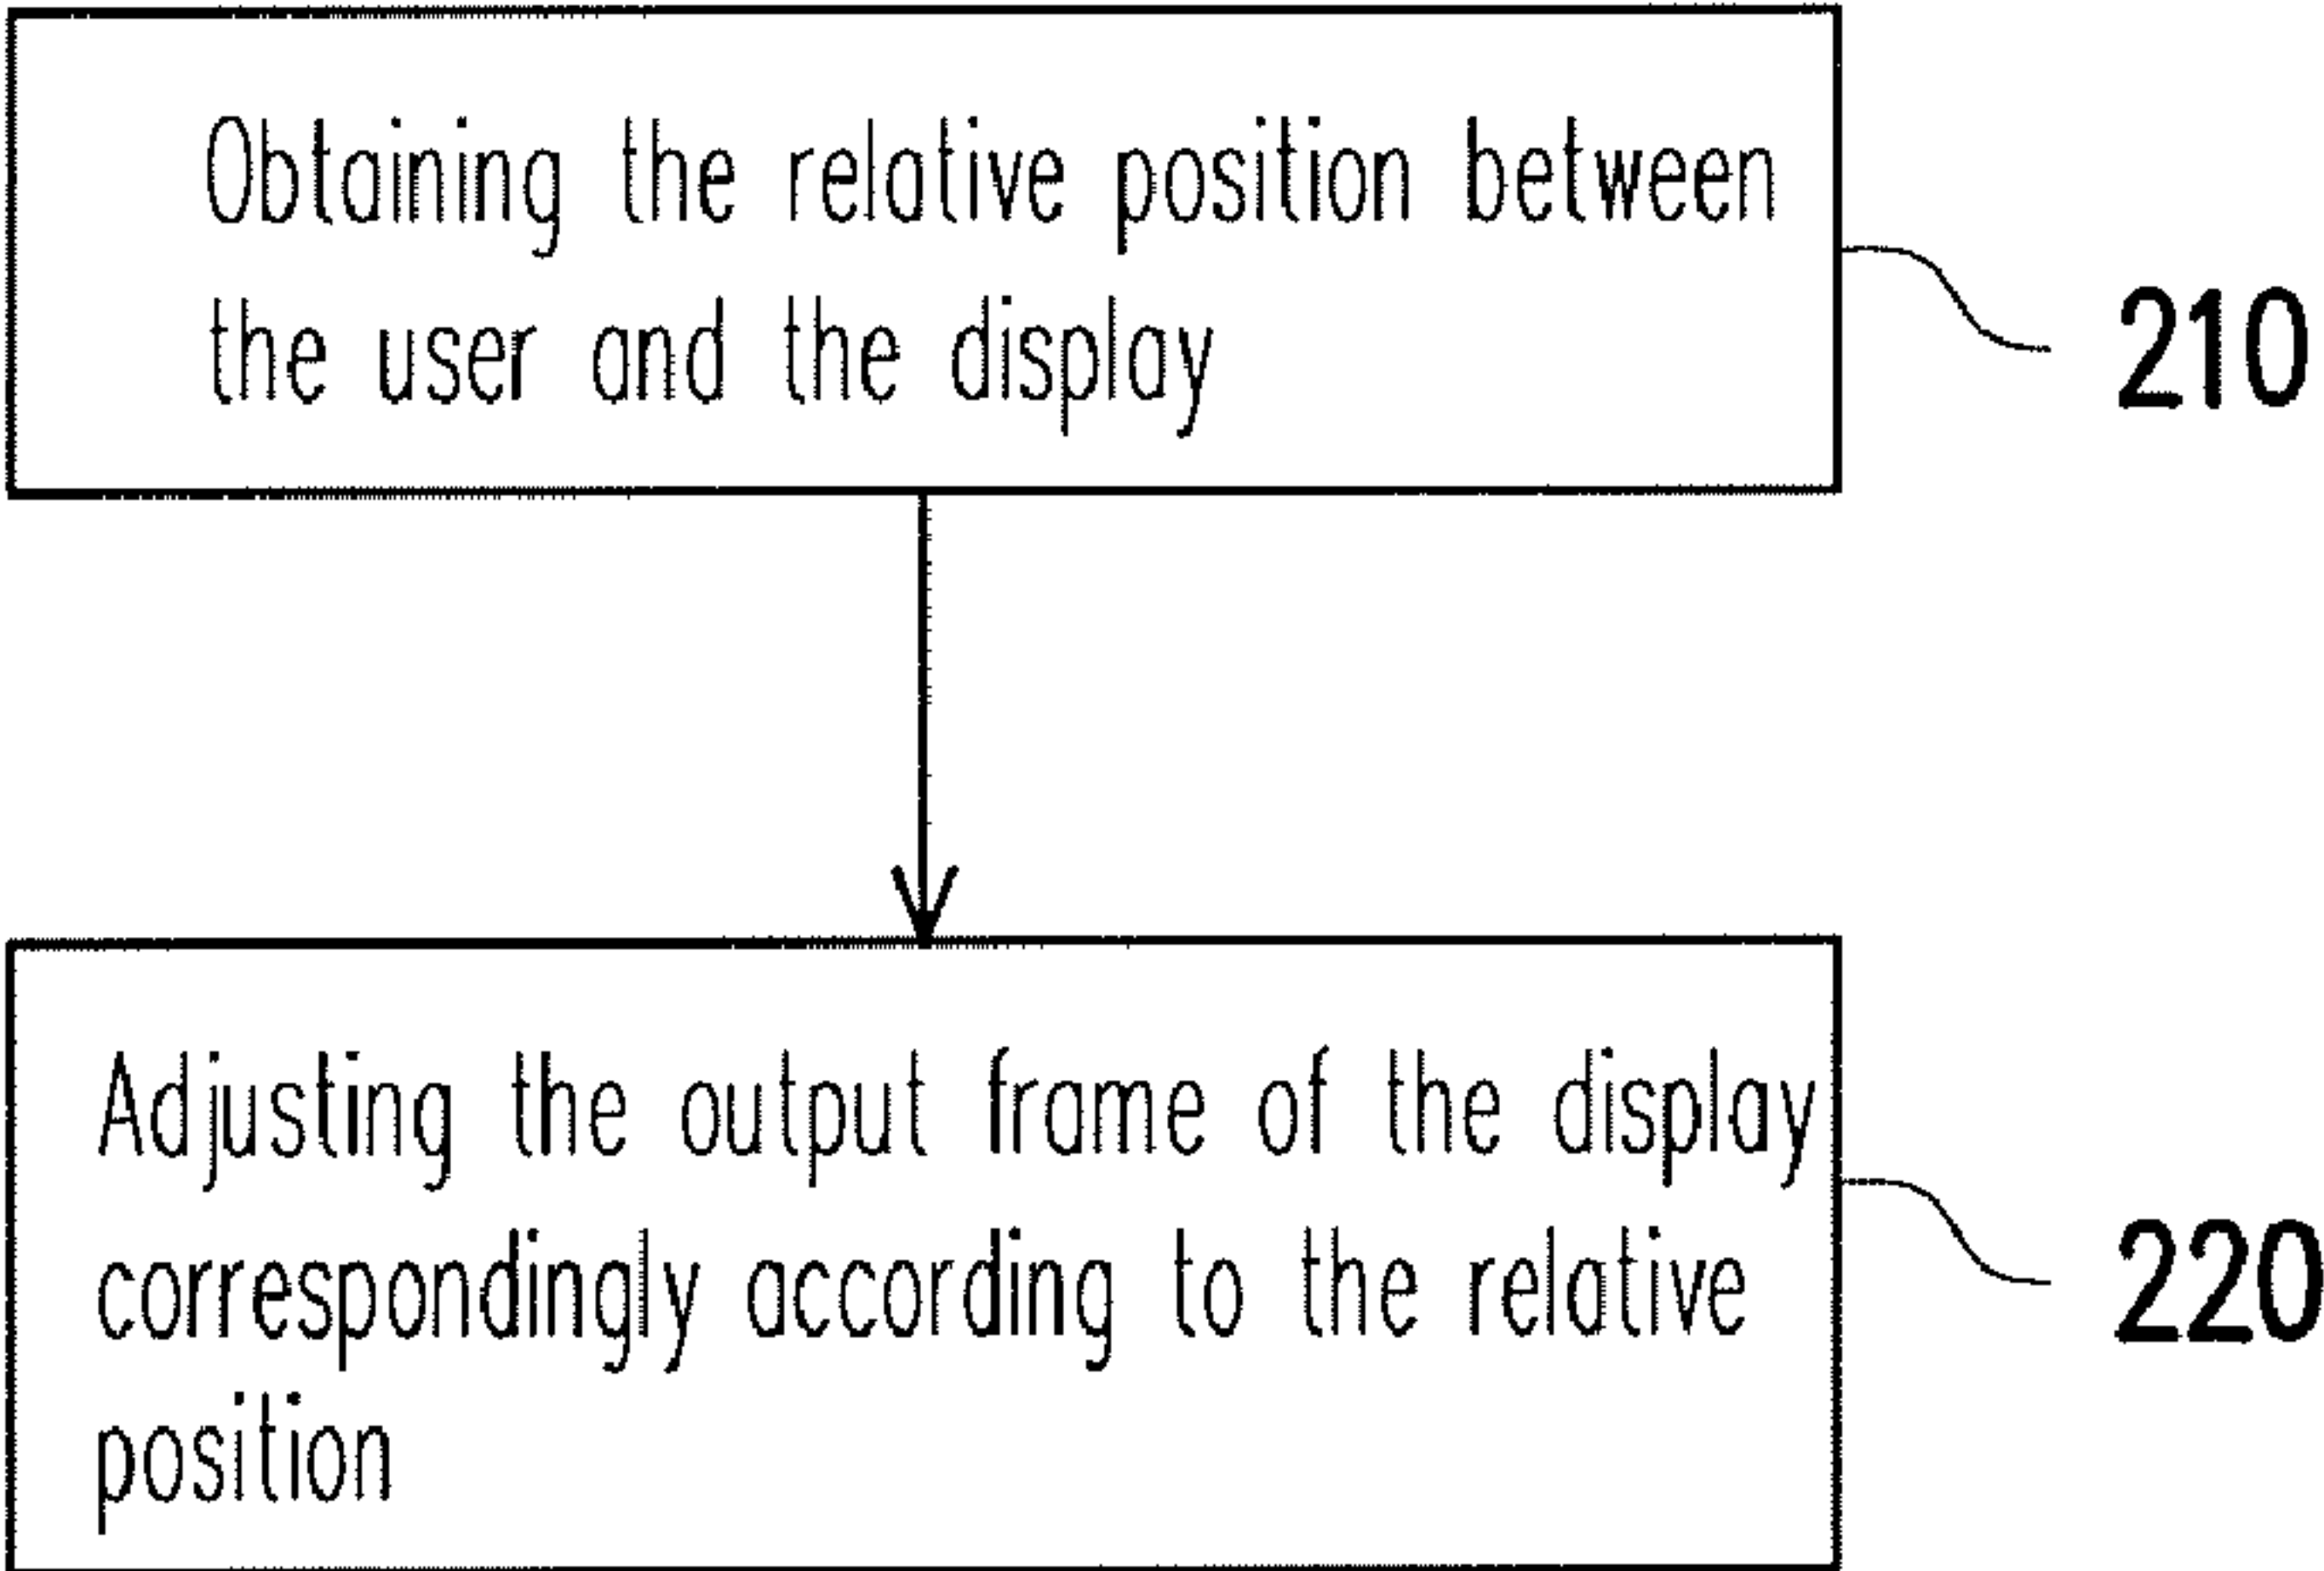 Obtaining the relative position between
the user and the display
210
Adjusting the output frame of the display
correspondingly according to the relative
position
220